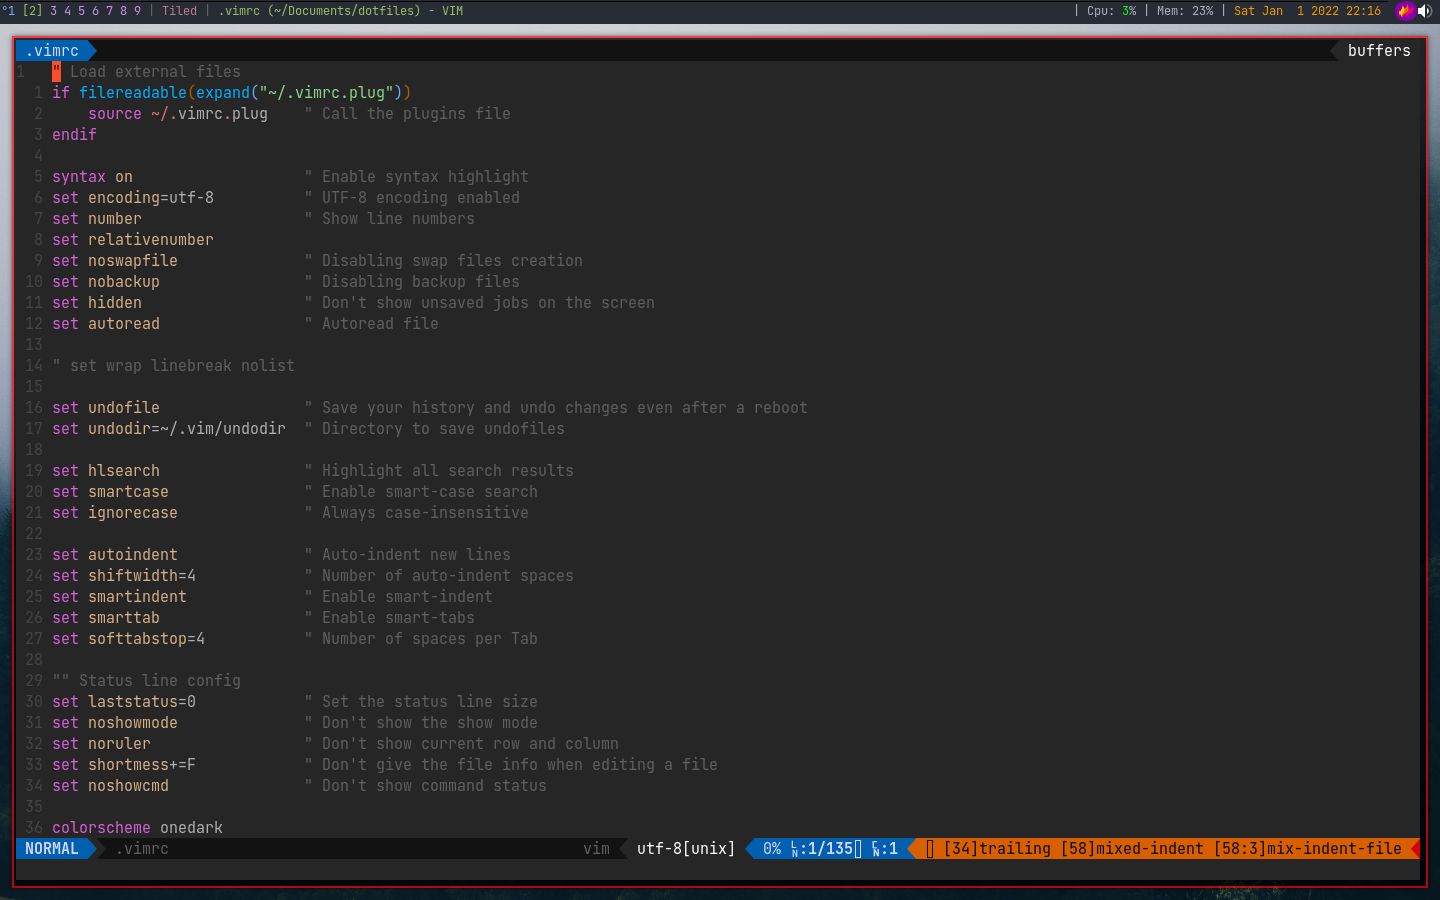 1 [2] 3 4 5 6 7 8 9 | Tiled | .vimrc (~/Documents/dotfiles) - VIM | Cpu: 3% | Mem: 23% | Sat Jan  1 2022 22:16
.vimrc buffers
1   " Load external files
  1 if filereadable(expand("~/.vimrc.plug"))
  2     source ~/.vimrc.plug    " Call the plugins file
  3 endif
  4
  5 syntax on                   " Enable syntax highlight
  6 set encoding=utf-8          " UTF-8 encoding enabled
  7 set number                  " Show line numbers
  8 set relativenumber
  9 set noswapfile              " Disabling swap files creation
 10 set nobackup                " Disabling backup files
 11 set hidden                  " Don't show unsaved jobs on the screen
 12 set autoread                " Autoread file
 13
 14 " set wrap linebreak nolist
 15
 16 set undofile                " Save your history and undo changes even after a reboot
 17 set undodir=~/.vim/undodir  " Directory to save undofiles
 18
 19 set hlsearch                " Highlight all search results
 20 set smartcase               " Enable smart-case search
 21 set ignorecase              " Always case-insensitive
 22
 23 set autoindent              " Auto-indent new lines
 24 set shiftwidth=4            " Number of auto-indent spaces
 25 set smartindent             " Enable smart-indent
 26 set smarttab                " Enable smart-tabs
 27 set softtabstop=4           " Number of spaces per Tab
 28
 29 "" Status line config
 30 set laststatus=0            " Set the status line size
 31 set noshowmode              " Don't show the show mode
 32 set noruler                 " Don't show current row and column
 33 set shortmess+=F            " Don't give the file info when editing a file
 34 set noshowcmd               " Don't show command status
 35
 36 colorscheme onedark
NORMAL .vimrc vim utf-8[unix] 0% LN:1/135 CN:1 [34]trailing [58]mixed-indent [58:3]mix-indent-file